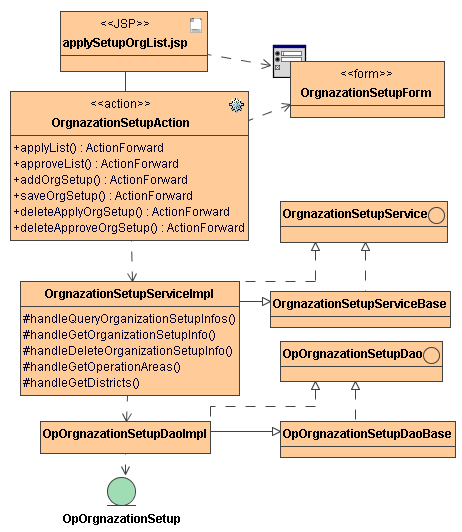 <<JSP>>
applySetupOrgList.jsp
<<form>>
OrgnazationSetupForm
<<action>>
OrgnazationSetupAction
+applyList() : ActionForward
+approveList() : ActionForward
+addOrgSetup() : ActionForward
+saveOrgSetup() : ActionForward
+deleteApplyOrgSetup() : ActionForward
+deleteApproveOrgSetup() : ActionForward
OrgnazationSetupService
OrgnazationSetupServiceImpl
#handleQueryOrganizationSetupInfos()
#handleGetOrganizationSetupInfo()
#handleDeleteOrganizationSetupInfo()
#handleGetOperationAreas()
#handleGetDistricts()
OrgnazationSetupServiceBase
OpOrgnazationSetupDao
OpOrgnazationSetupDaoImpl
OpOrgnazationSetupDaoBase
OpOrgnazationSetup